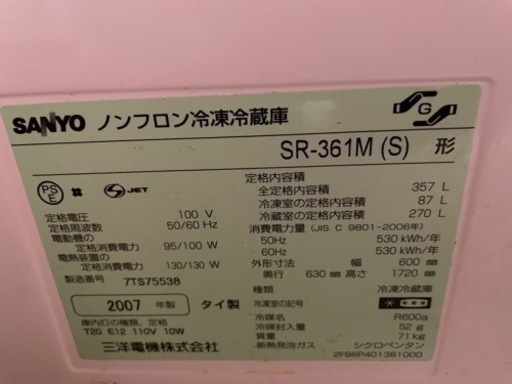 SANYO ノンフロン冷凍冷蔵庫
G
SR-361M (S) 形
PS E JET
定格電圧 100 V
定格周波数 50/60 Hz
電動機の
定格消費電力 95/100 W
電熱装置の
定格消費電力 130/130 W
製造番号 7TS75538
2007 年製 タイ製
庫内灯の種類、定格
T20 E12 110V 10W
三洋電機株式会社
定格内容積
全定格内容積 357 L
冷凍室の定格内容積 87 L
冷蔵室の定格内容積 270 L
消費電力量 (JIS C 9801-2006年)
50Hz 530 kWh/年
60Hz 530 kWh/年
外形寸法 幅 600 mm
奥行 630 mm 高さ 1720 mm
種類 冷凍冷蔵庫
冷凍室の記号
冷媒名 R600a
冷媒封入量 52 g
質量 71 kg
断熱発泡ガス シクロペンタン
2FB6P401381000